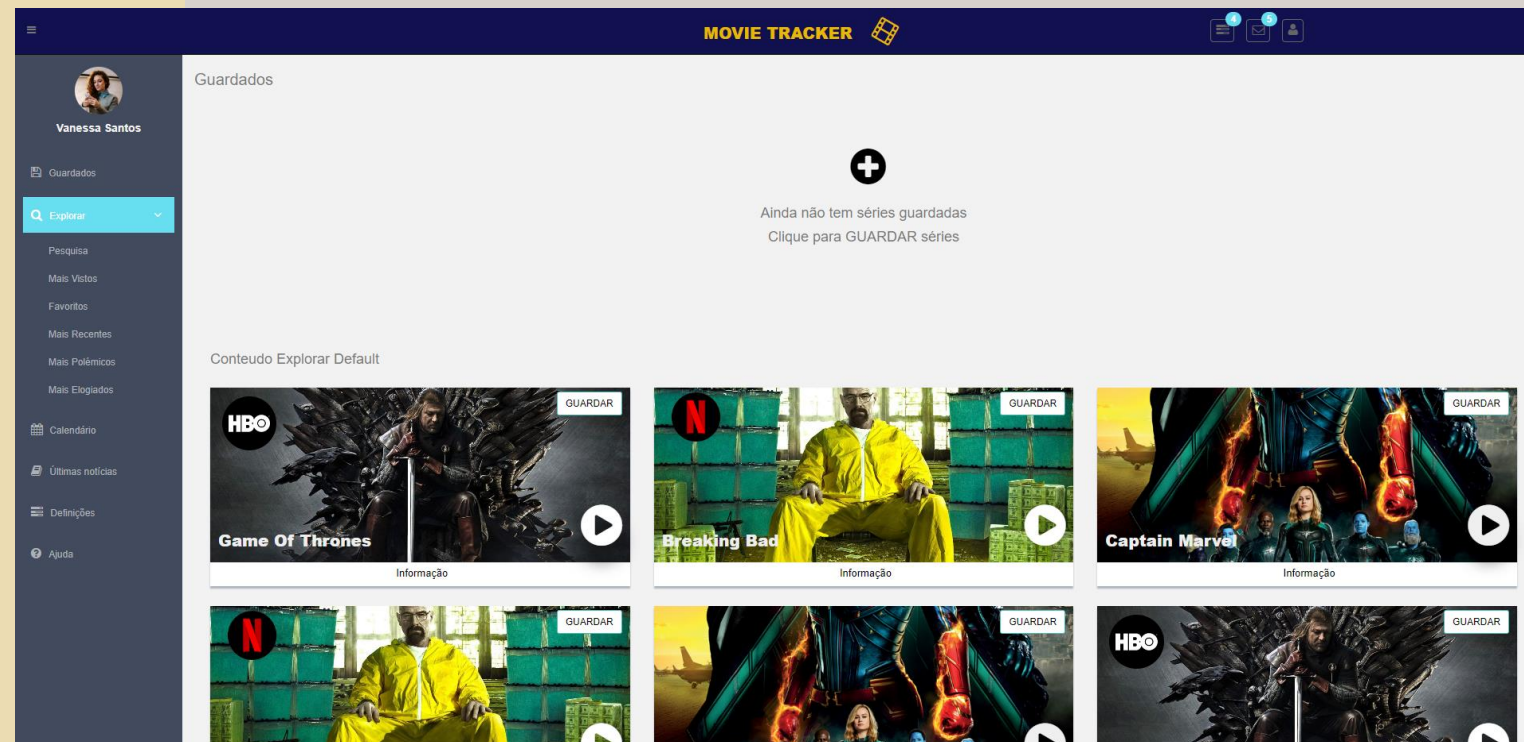 MOVIE TRACKER
4
5
Vanessa Santos
Guardados
Explorar
Pesquisa
Mais Vistos
Favoritos
Mais Recentes
Mais Polêmicos
Mais Elogiados
Calendário
Últimas notícias
Definições
Ajuda
Guardados
Ainda não tem séries guardadas
Clique para GUARDAR séries
Conteudo Explorar Default
HBO
GUARDAR
Game Of Thrones
Informação
N
GUARDAR
Breaking Bad
Informação
GUARDAR
Captain Marvel
Informação
N
GUARDAR
GUARDAR
HBO
GUARDAR